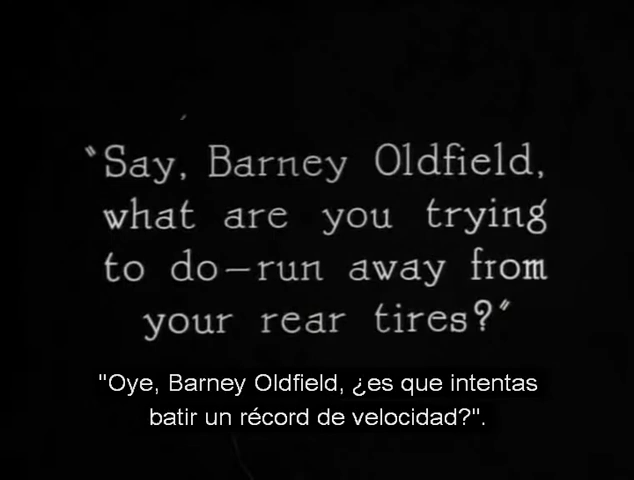 "Say, Barney Oldfield,
what are you trying
to do—run away from
your rear tires?"
"Oye, Barney Oldfield, ¿es que intentas
batir un récord de velocidad?".